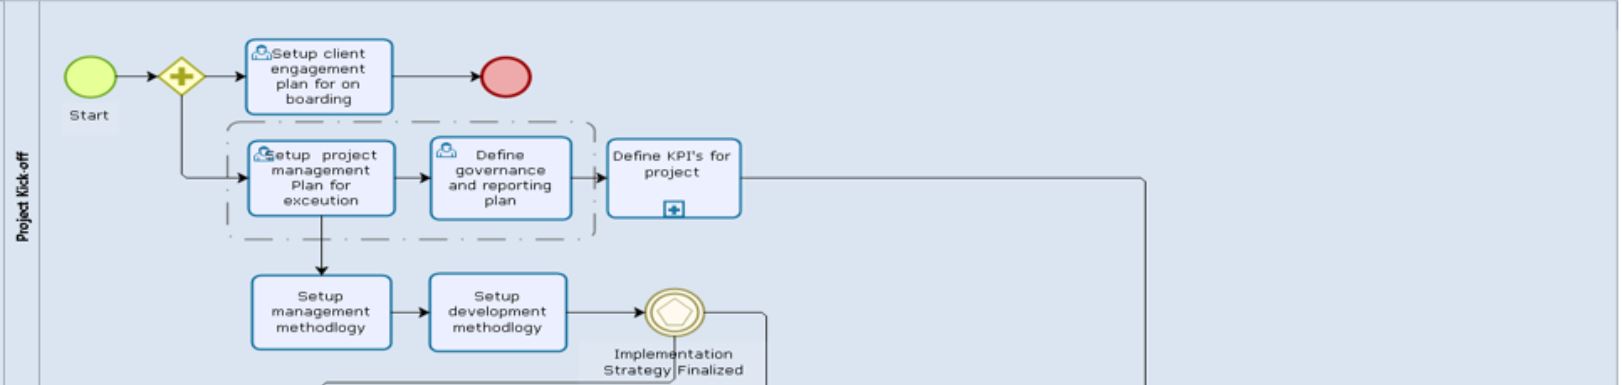 Project Kick-off
Start
Setup client
engagement
plan for on
boarding
Setup project
management
Plan for
exceution
Define
governance
and reporting
plan
Define KPI's for
project
Setup
management
methodlogy
Setup
development
methodlogy
Implementation
Strategy Finalized